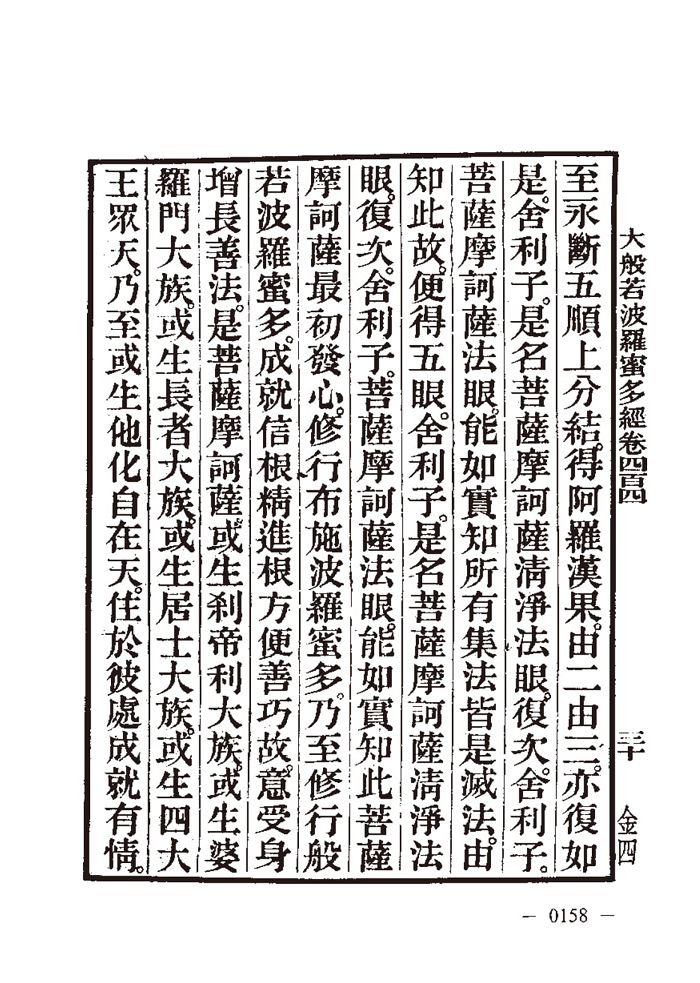 大般若波羅蜜多經卷四百四　三十　金四
至永斷五順上分結。得阿羅漢果。由二由三。亦復如
是。舍利子。是名菩薩摩訶薩清淨法眼。復次。舍利子。
菩薩摩訶薩法眼。能如實知所有集法皆是滅法。由
知此故。便得五眼。舍利子。是名菩薩摩訶薩清淨法
眼。復次。舍利子。菩薩摩訶薩法眼。能如實知此菩薩
摩訶薩最初發心。修行布施波羅蜜多。乃至修行般
若波羅蜜多。成就信根精進根方便善巧故。意受身
增長善法。是菩薩摩訶薩。或生剎帝利大族。或生婆
羅門大族。或生長者大族。或生居士大族。或生四大
王眾天。乃至或生他化自在天。住於彼處成就有情。
— 0158 —